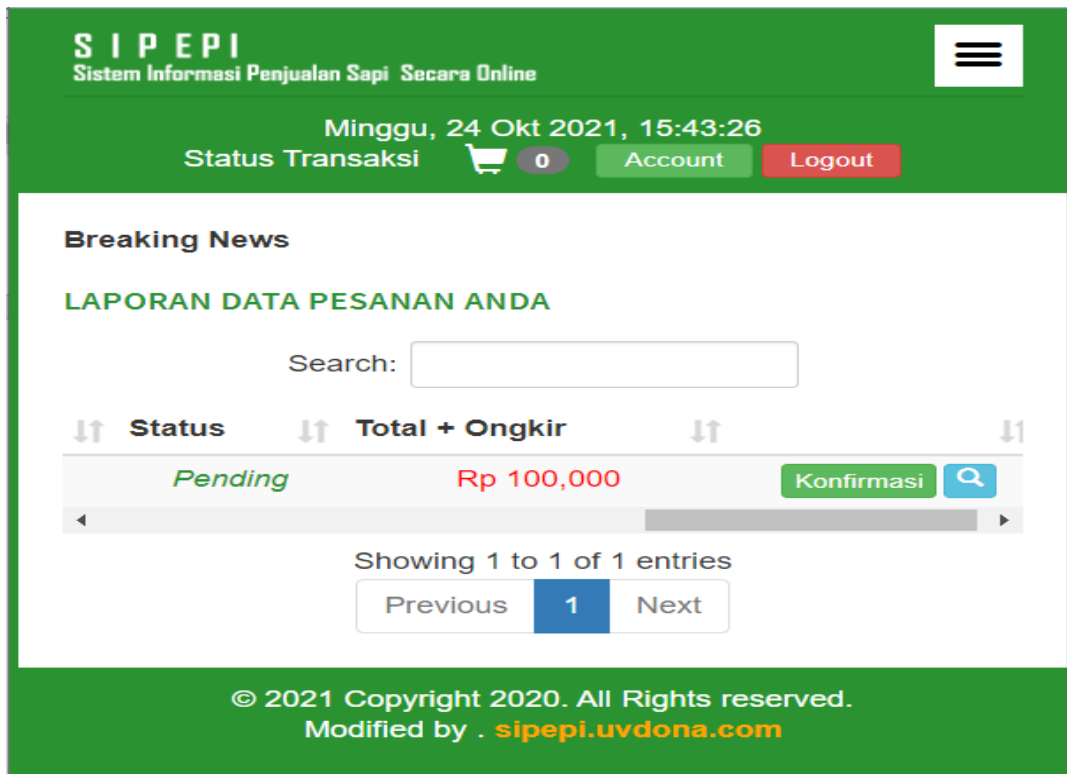 SIPEPI
Sistem Informasi Penjualan Sapi Secara Online
Minggu, 24 Okt 2021, 15:43:26
Status Transaksi 0 Account Logout
Breaking News
LAPORAN DATA PESANAN ANDA
Search:
Status Total + Ongkir
Pending Rp 100,000 Konfirmasi
Showing 1 to 1 of 1 entries
Previous 1 Next
© 2021 Copyright 2020. All Rights reserved.
Modified by . sipepi.uvdona.com